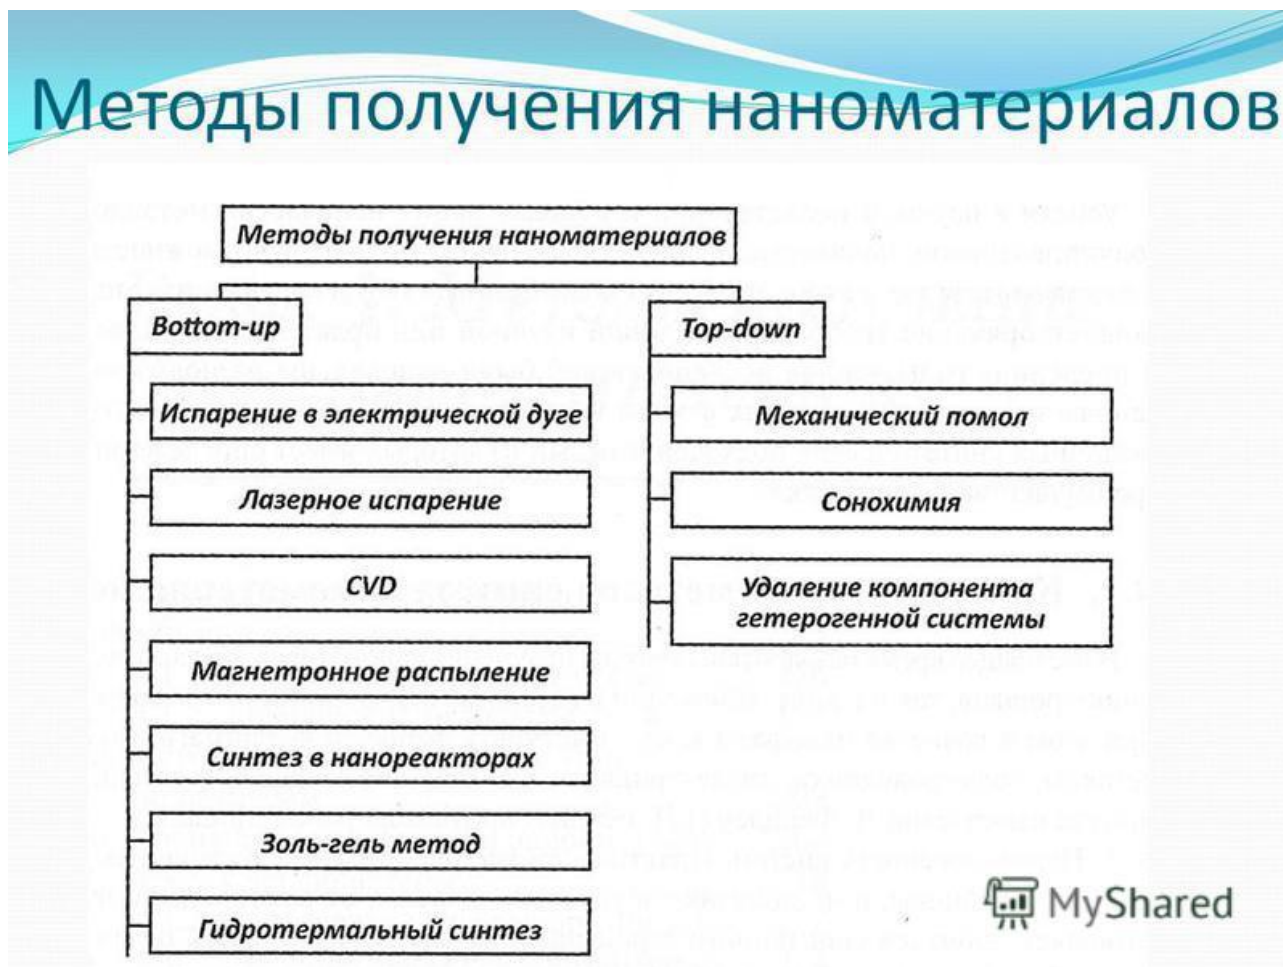 Методы получения наноматериалов
Методы получения наноматериалов
Bottom-up
Испарение в электрической дуге
Лазерное испарение
CVD
Магнетронное распыление
Синтез в нанореакторах
Золь-гель метод
Гидротермальный синтез
Top-down
Механический помол
Сонохимия
Удаление компонента
гетерогенной системы
MyShared